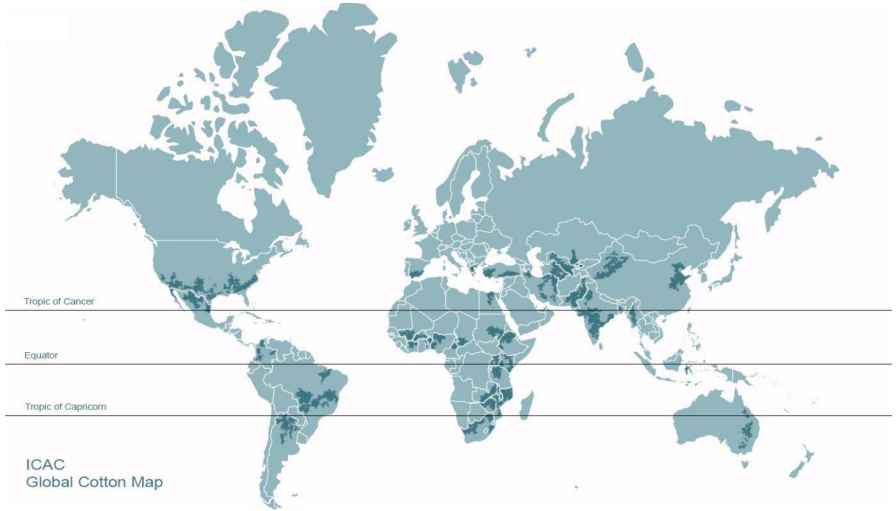 Tropic of Cancer
Equator
Tropic of Capricorn
ICAC
Global Cotton Map